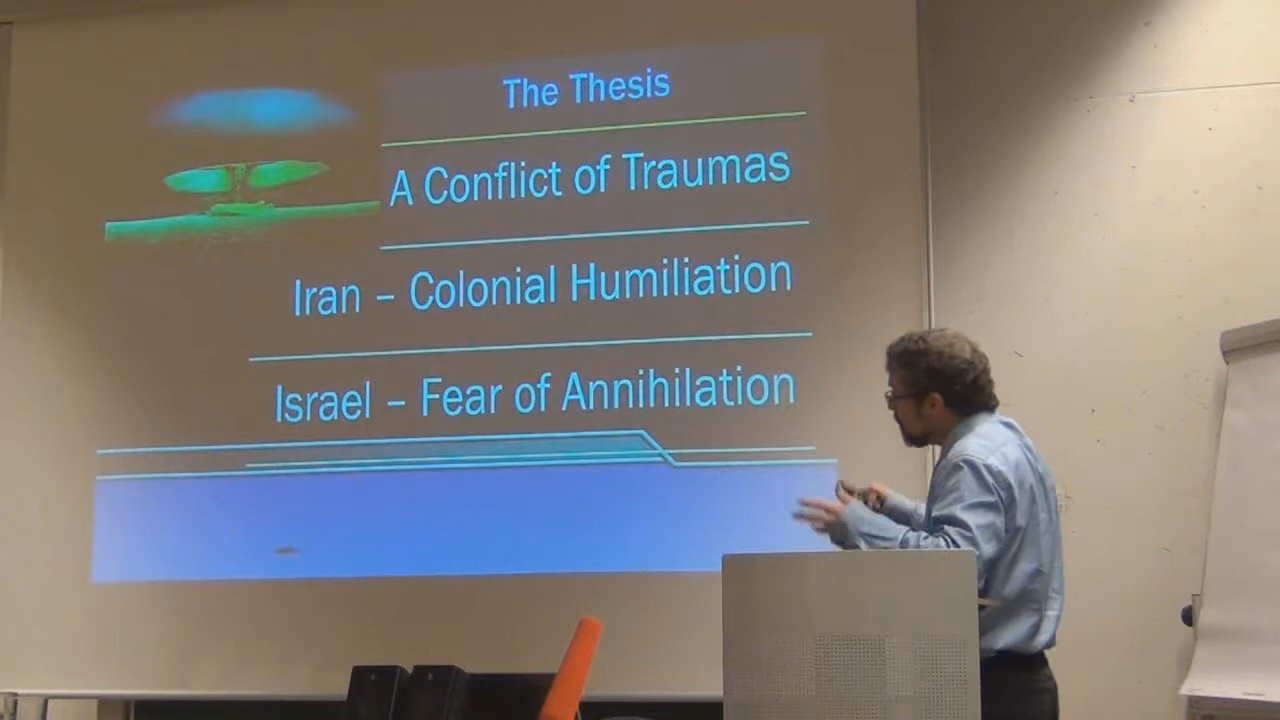 The Thesis
A Conflict of Traumas
Iran – Colonial Humiliation
Israel – Fear of Annihilation